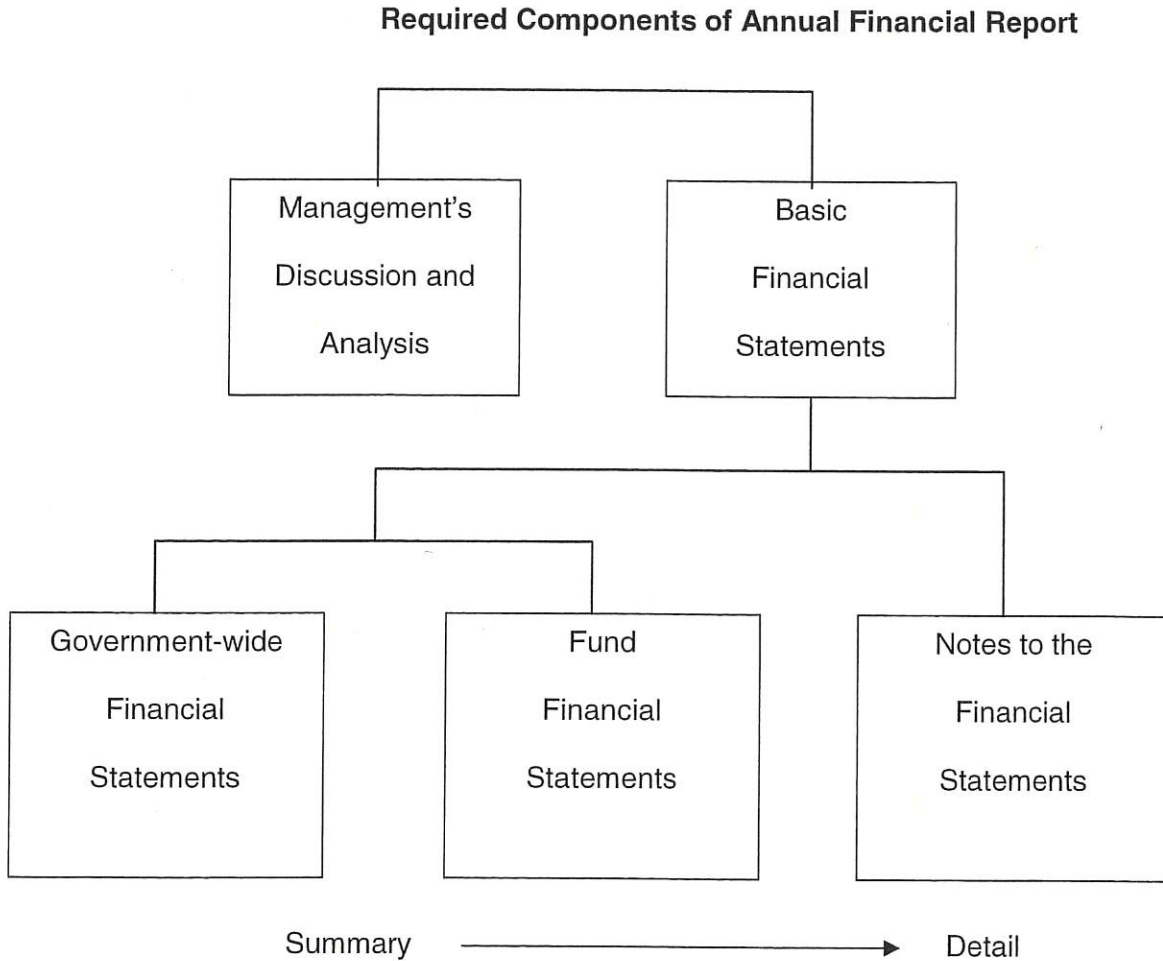 Required Components of Annual Financial Report
Management's
Discussion and
Analysis
Basic
Financial
Statements
Government-wide
Financial
Statements
Fund
Financial
Statements
Notes to the
Financial
Statements
Summary
Detail